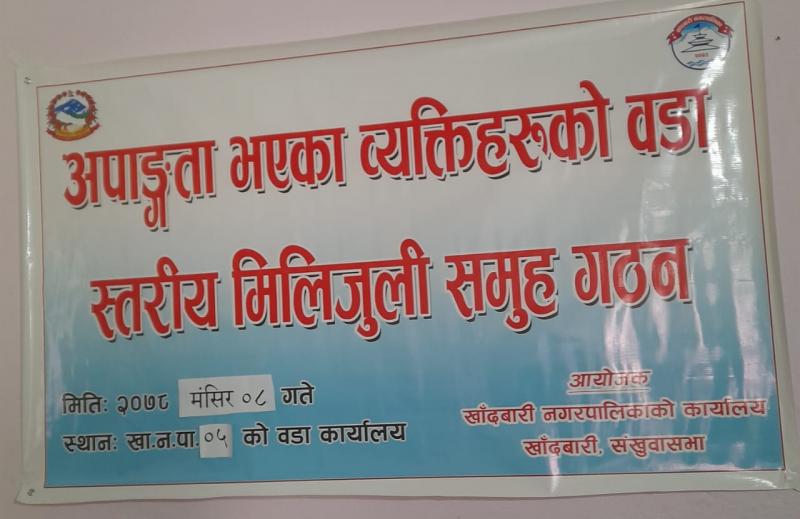 अपाङ्गता भएका व्यक्तिहरूको वडा
स्तरीय मिलिजुली समुह गठन
मितिः २०७८ मंसिर ०८ गते
स्थानः खा.न.पा. ०५ को वडा कार्यालय
आयोजक
खाँदबारी नगरपालिकाको कार्यालय
खाँदबारी, संखुवासभा